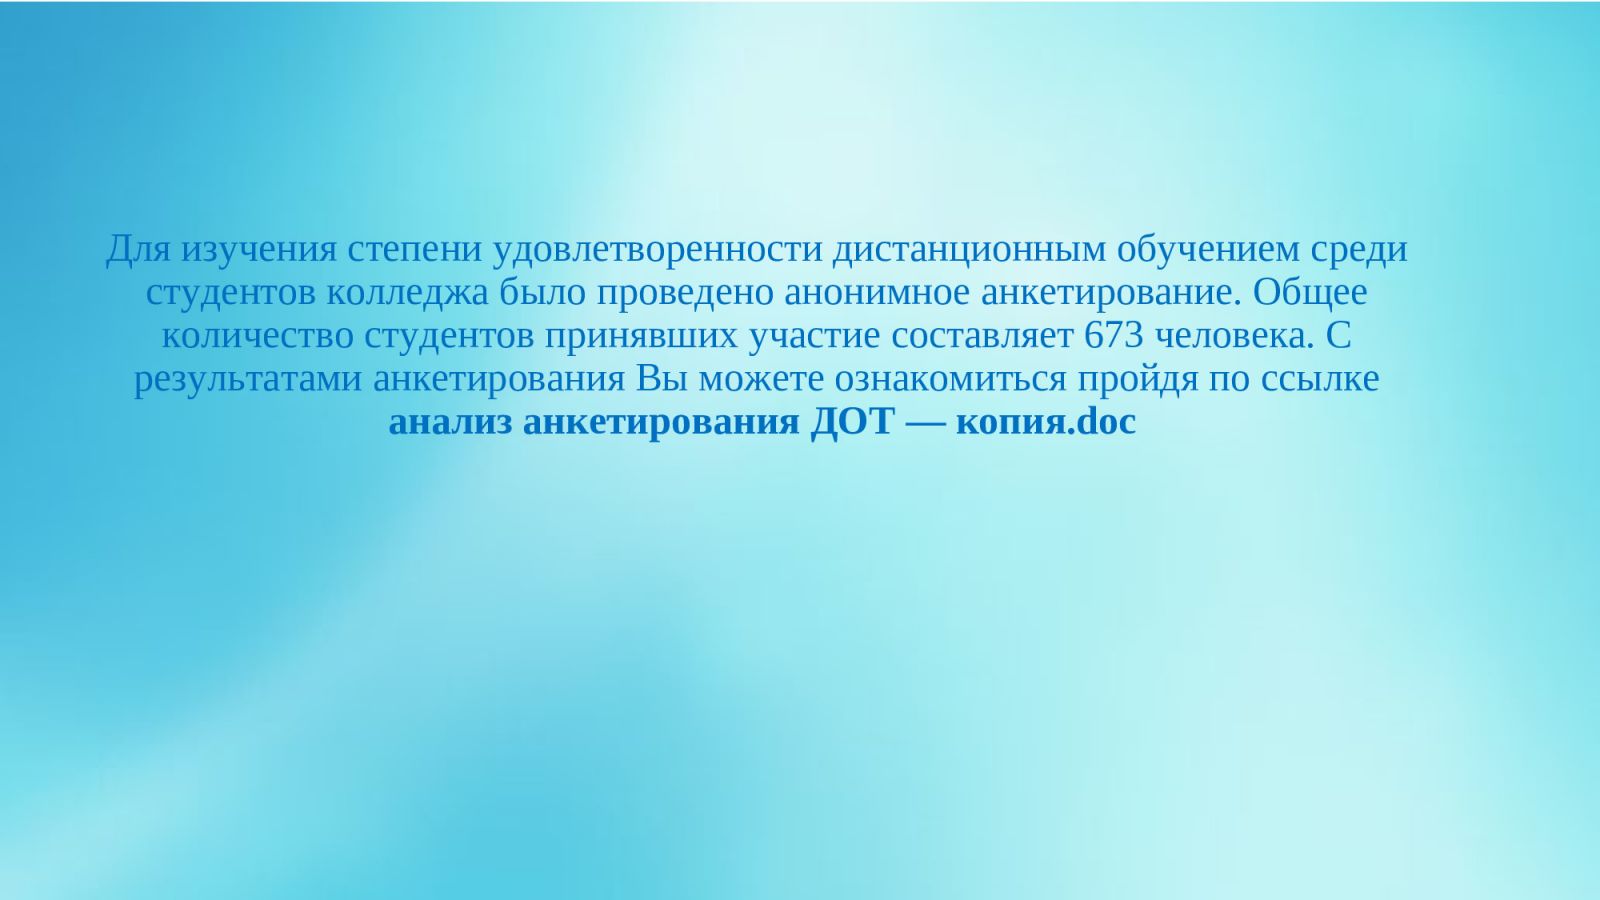 Для изучения степени удовлетворенности дистанционным обучением среди
студентов колледжа было проведено анонимное анкетирование. Общее
количество студентов принявших участие составляет 673 человека. С
результатами анкетирования Вы можете ознакомиться пройдя по ссылке
анализ анкетирования ДОТ — копия.doc